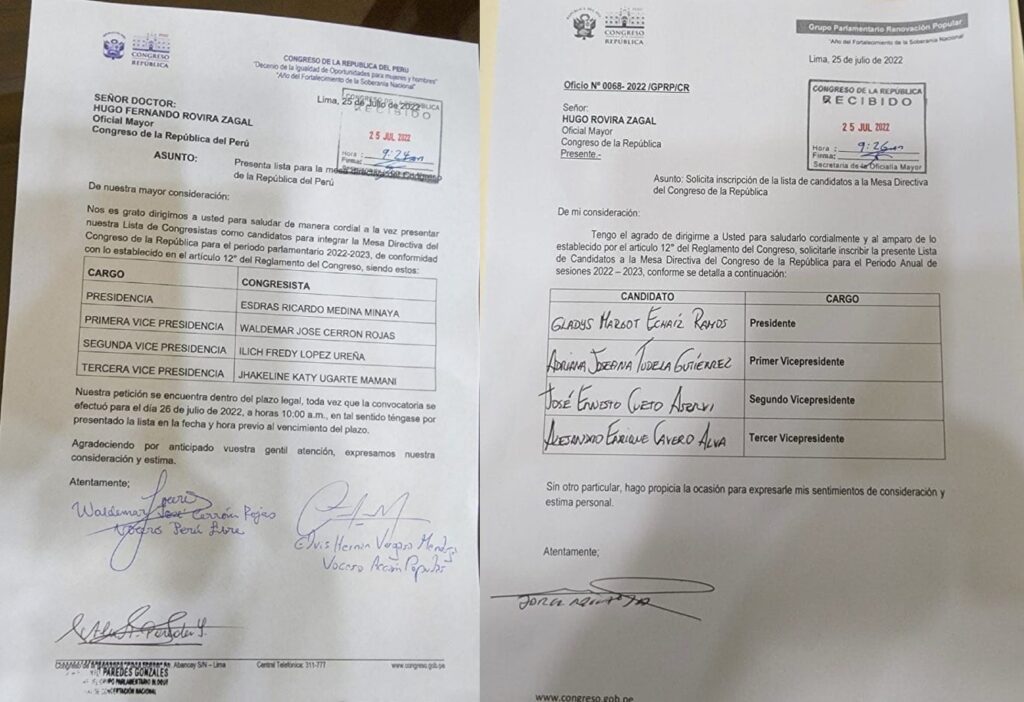 CONGRESO
REPÚBLICA
CONGRESO DE LA REPUBLICA DEL PERU
"Decenio de la Igualdad de Oportunidades para mujeres y hombres"
"Año del Fortalecimiento de la Soberanía Nacional"
Lima, 25 de julio de 2022
CONGRESO DE LA REPÚBLICA
RECIBIDO
25 JUL 2022
Hora: 9:24am
Firma:
SEÑOR DOCTOR:
HUGO FERNANDO ROVIRA ZAGAL
Oficial Mayor
Congreso de la República del Perú
ASUNTO:
Presenta lista para la mesa directiva del Congreso
de la República del Perú
De nuestra mayor consideración:
Nos es grato dirigirnos a usted para saludar de manera cordial a la vez presentar
nuestra Lista de Congresistas como candidatos para integrar la Mesa Directiva del
Congreso de la República para el periodo parlamentario 2022-2023, de conformidad
con lo establecido en el artículo 12° del Reglamento del Congreso, siendo estos:
CARGO CONGRESISTA
PRESIDENCIA ESDRAS RICARDO MEDINA MINAYA
PRIMERA VICE PRESIDENCIA WALDEMAR JOSE CERRON ROJAS
SEGUNDA VICE PRESIDENCIA ILICH FREDY LOPEZ UREÑA
TERCERA VICE PRESIDENCIA JHAKELINE KATY UGARTE MAMANI
Nuestra petición se encuentra dentro del plazo legal, toda vez que la convocatoria se
efectuó para el día 26 de julio de 2022, a horas 10:00 a.m., en tal sentido téngase por
presentado la lista en la fecha y hora previo al vencimiento del plazo.
Agradeciendo por anticipado vuestra gentil atención, expresamos nuestra
consideración y estima.
Atentamente;
Waldemar José Cerrón Rojas
Vocero Perú Libre
Elvis Hernan Vergara Mendoza
Vocero Acción Popular
Abancay S/N – Lima
Central Telefónica: 311-777
www.congreso.gob.pe
PAREDES GONZALES
CONGRESO
REPÚBLICA
Grupo Parlamentario Renovación Popular
"Año del Fortalecimiento de la Soberanía Nacional"
Lima, 25 de julio de 2022
Oficio Nº 0068- 2022 /GPRP/CR
CONGRESO DE LA REPÚBLICA
RECIBIDO
25 JUL 2022
Hora: 9:26am
Firma:
Secretaria de la Oficialía Mayor
Señor:
HUGO ROVIRA ZAGAL
Oficial Mayor
Congreso de la República
Presente.-
Asunto: Solicita inscripción de la lista de candidatos a la Mesa Directiva
del Congreso de la República
De mi consideración:
Tengo el agrado de dirigirme a Usted para saludarlo cordialmente y al amparo de lo
establecido por el artículo 12° del Reglamento del Congreso, solicitarle inscribir la presente Lista
de Candidatos a la Mesa Directiva del Congreso de la República para el Periodo Anual de
sesiones 2022 – 2023, conforme se detalla a continuación:
CANDIDATO CARGO
GLADYS MARGOT ECHAÍZ RAMOS Presidente
ADRIANA JOSEFINA TUDELA GUTIÉRREZ Primer Vicepresidente
JOSÉ ERNESTO CUETO ASERVI Segundo Vicepresidente
ALEJANDRO ENRIQUE CAVERO ALVA Tercer Vicepresidente
Sin otro particular, hago propicia la ocasión para expresarle mis sentimientos de consideración y
estima personal.
Atentamente;
www.congreso.gob.pe